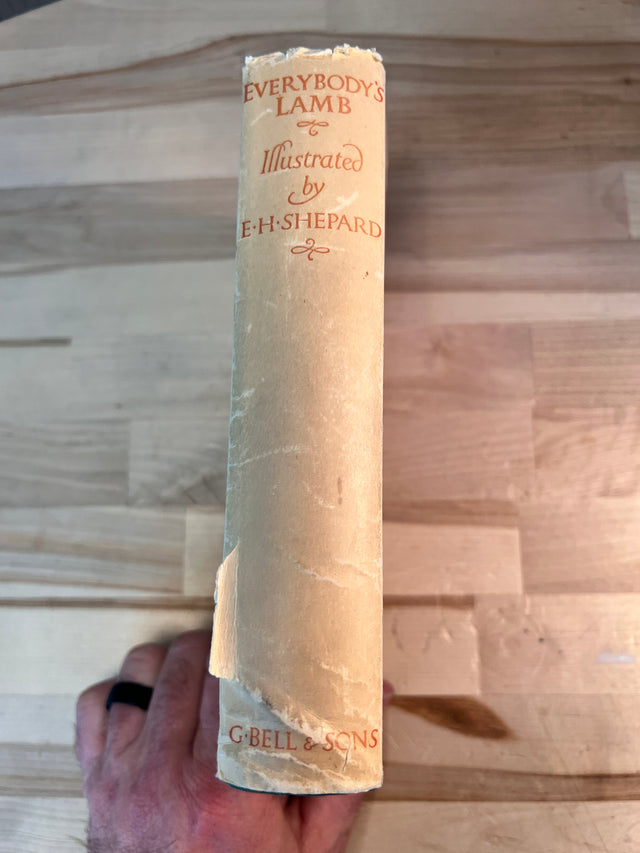 EVERYBODY'S
LAMB
Illustrated
by
E·H·SHEPARD
G·BELL & SONS